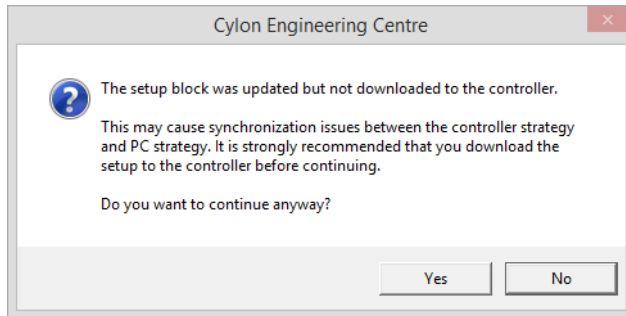 Cylon Engineering Centre
The setup block was updated but not downloaded to the controller.
This may cause synchronization issues between the controller strategy
and PC strategy. It is strongly recommended that you download the
setup to the controller before continuing.
Do you want to continue anyway?
Yes No